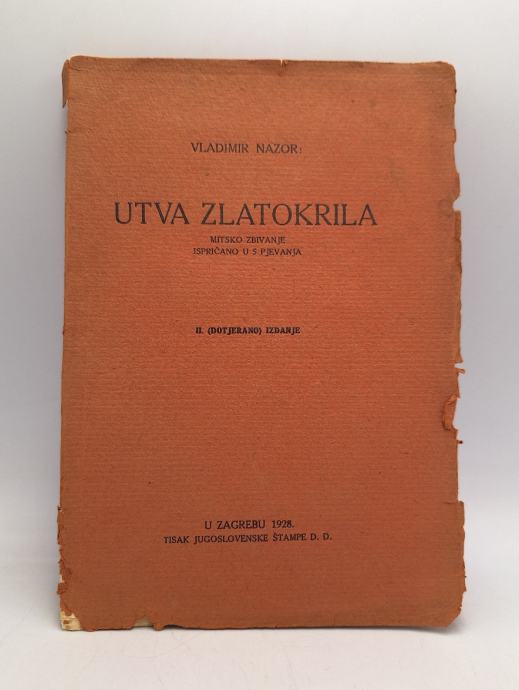 VLADIMIR NAZOR:
UTVA ZLATOKRILA
MITSKO ZBIVANJE
ISPRIČANO U 5 PJEVANJA
II. (DOTJERANO) IZDANJE
U ZAGREBU 1928.
TISAK JUGOSLOVENSKE ŠTAMPE D. D.